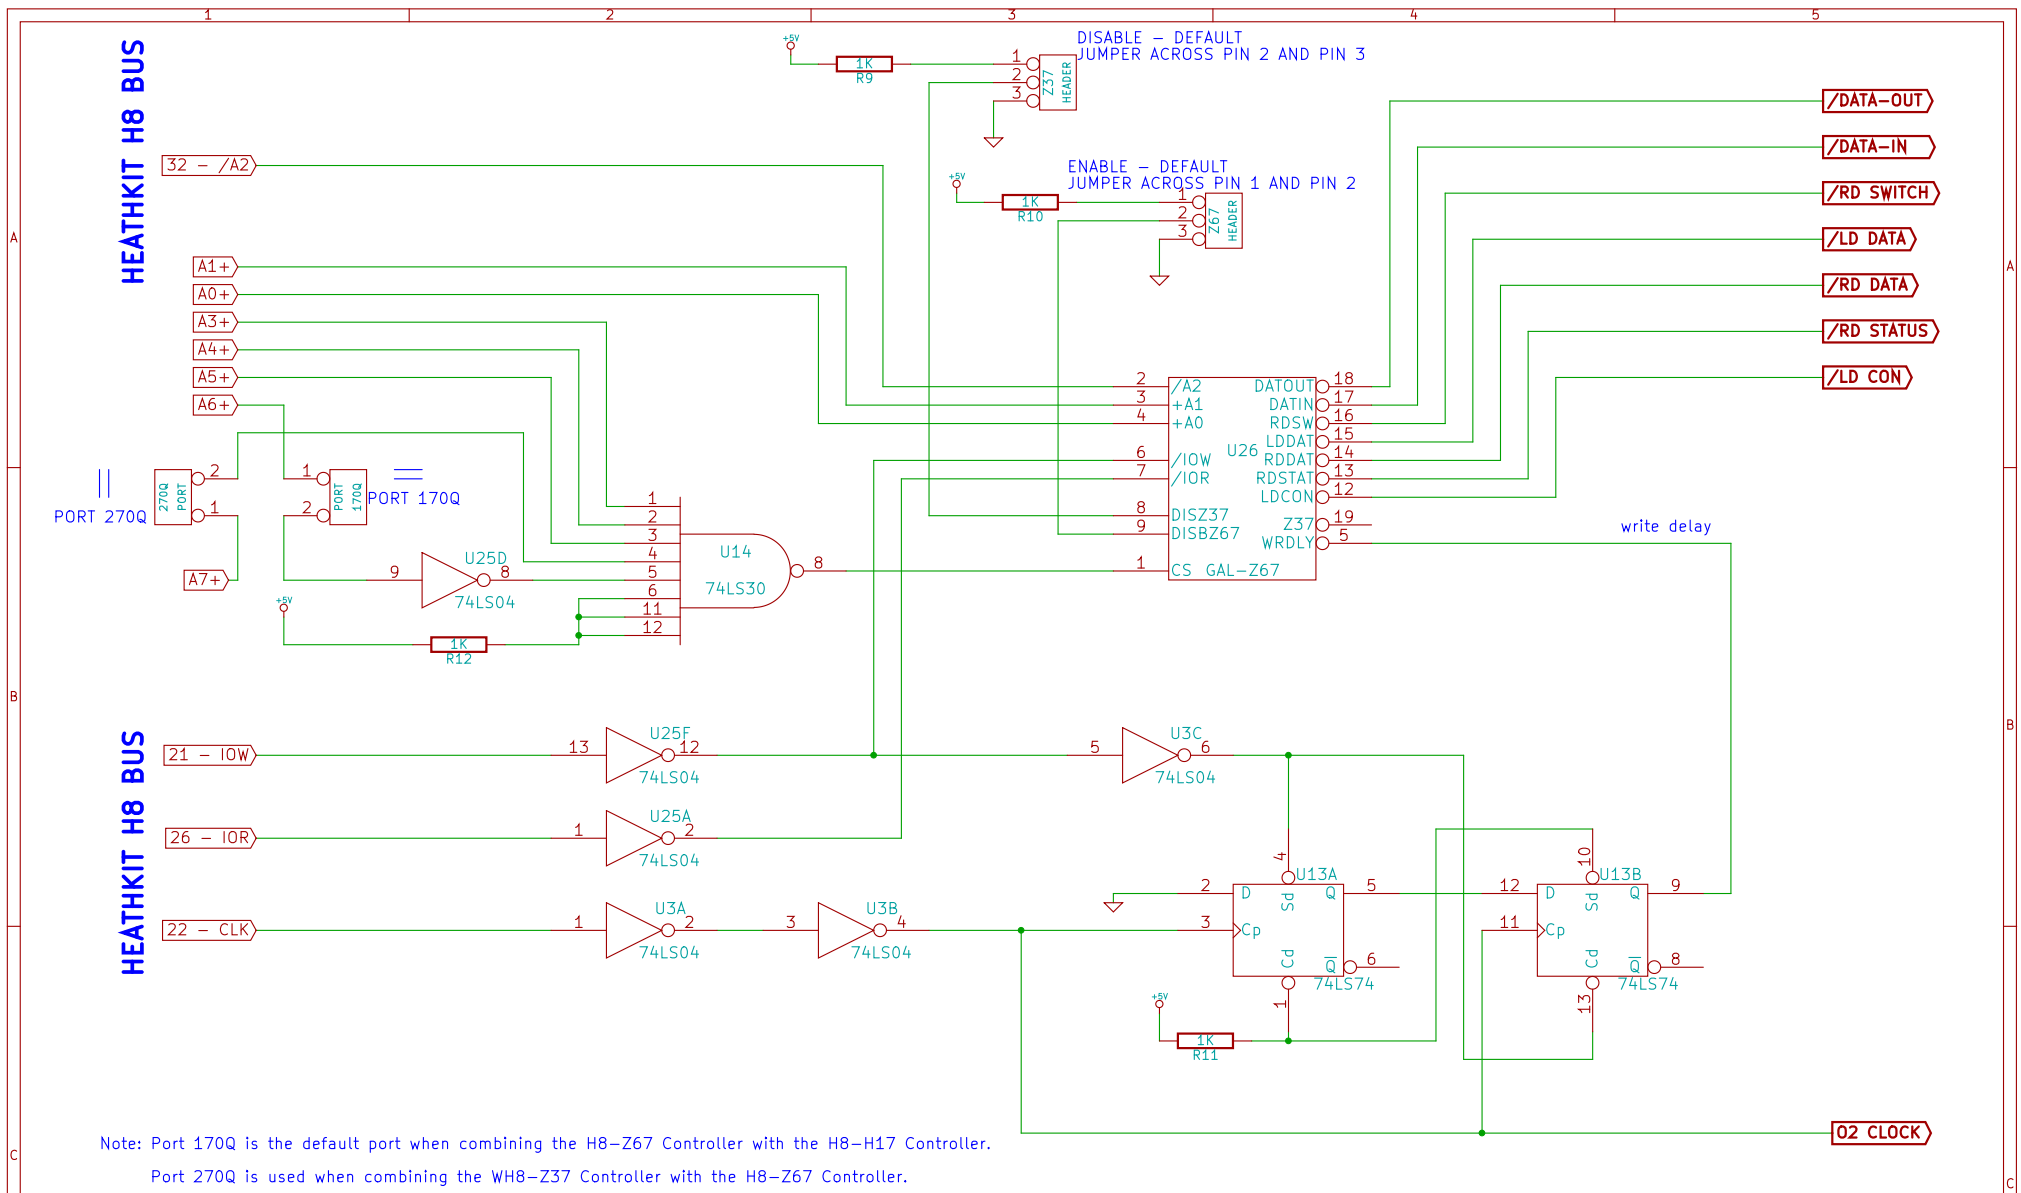 1 2 3 4 5
HEATHKIT H8 BUS
+5V
1K
R9
1
2
3
Z37
HEADER
DISABLE - DEFAULT
JUMPER ACROSS PIN 2 AND PIN 3
/DATA-OUT
/DATA-IN
/RD SWITCH
/LD DATA
/RD DATA
/RD STATUS
/LD CON
32 - /A2
ENABLE - DEFAULT
JUMPER ACROSS PIN 1 AND PIN 2
+5V
1K
R10
1
2
3
Z67
HEADER
A
A
A1+
A0+
A3+
A4+
A5+
A6+
2
1
270Q
PORT
PORT 270Q
1
2
PORT
170Q
PORT 170Q
A7+
9
U25D
8
74LS04
+5V
1K
R12
1
2
3
4
5
6
11
12
U14
74LS30
8
2 /A2 DATOUT 18
3 +A1 DATIN 17
4 +A0 RDSW 16
LDDAT 15
U26
6 /IOW RDDAT 14
7 /IOR RDSTAT 13
LDCON 12
8 DISZ37 Z37 19
9 DISBZ67 WRDLY 5
1 CS GAL-Z67
write delay
B
B
HEATHKIT H8 BUS
21 - IOW
13
U25F
12
74LS04
5
U3C
6
74LS04
26 - IOR
1
U25A
2
74LS04
22 - CLK
1
U3A
2
74LS04
3
U3B
4
74LS04
4
U13A
2 D Sd Q 5
3 Cp
Cd Q 6
74LS74
1
10
U13B
12 D Sd Q 9
11 Cp
Cd Q 8
74LS74
13
+5V
1K
R11
O2 CLOCK
C
C
Note: Port 170Q is the default port when combining the H8-Z67 Controller with the H8-H17 Controller.
Port 270Q is used when combining the WH8-Z37 Controller with the H8-Z67 Controller.